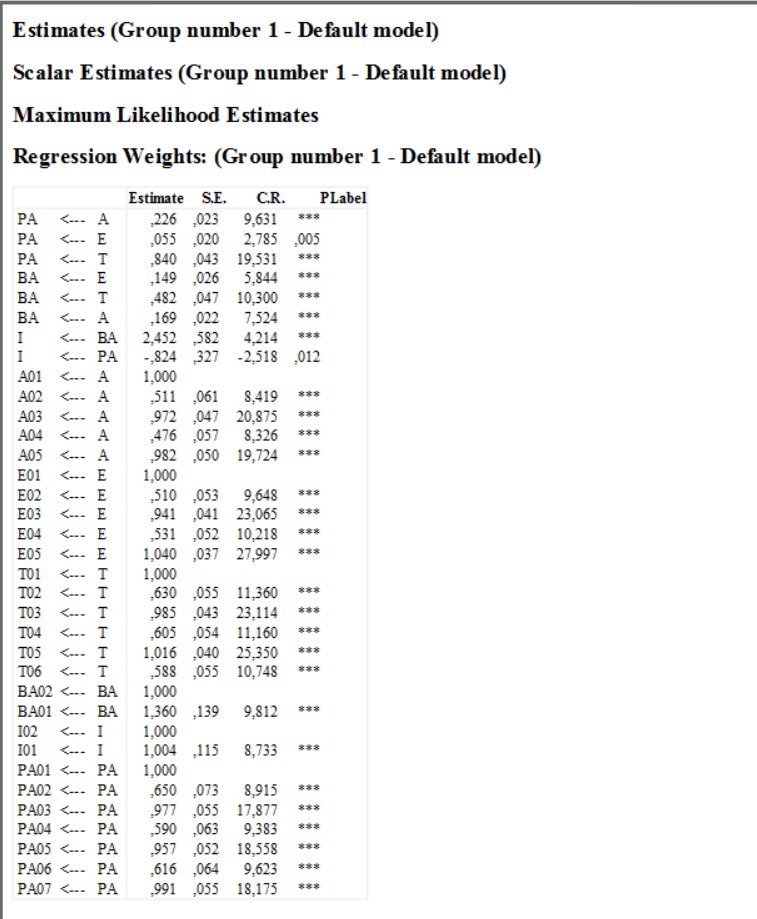 Estimates (Group number 1 - Default model)
Scalar Estimates (Group number 1 - Default model)
Maximum Likelihood Estimates
Regression Weights: (Group number 1 - Default model)
Estimate S.E. C.R. PLabel
PA <--- A ,226 ,023 9,631 ***
PA <--- E ,055 ,020 2,785 ,005
PA <--- T ,840 ,043 19,531 ***
BA <--- E ,149 ,026 5,844 ***
BA <--- T ,482 ,047 10,300 ***
BA <--- A ,169 ,022 7,524 ***
I <--- BA 2,452 ,582 4,214 ***
I <--- PA -,824 ,327 -2,518 ,012
A01 <--- A 1,000
A02 <--- A ,511 ,061 8,419 ***
A03 <--- A ,972 ,047 20,875 ***
A04 <--- A ,476 ,057 8,326 ***
A05 <--- A ,982 ,050 19,724 ***
E01 <--- E 1,000
E02 <--- E ,510 ,053 9,648 ***
E03 <--- E ,941 ,041 23,065 ***
E04 <--- E ,531 ,052 10,218 ***
E05 <--- E 1,040 ,037 27,997 ***
T01 <--- T 1,000
T02 <--- T ,630 ,055 11,360 ***
T03 <--- T ,985 ,043 23,114 ***
T04 <--- T ,605 ,054 11,160 ***
T05 <--- T 1,016 ,040 25,350 ***
T06 <--- T ,588 ,055 10,748 ***
BA02 <--- BA 1,000
BA01 <--- BA 1,360 ,139 9,812 ***
I02 <--- I 1,000
I01 <--- I 1,004 ,115 8,733 ***
PA01 <--- PA 1,000
PA02 <--- PA ,650 ,073 8,915 ***
PA03 <--- PA ,977 ,055 17,877 ***
PA04 <--- PA ,590 ,063 9,383 ***
PA05 <--- PA ,957 ,052 18,558 ***
PA06 <--- PA ,616 ,064 9,623 ***
PA07 <--- PA ,991 ,055 18,175 ***